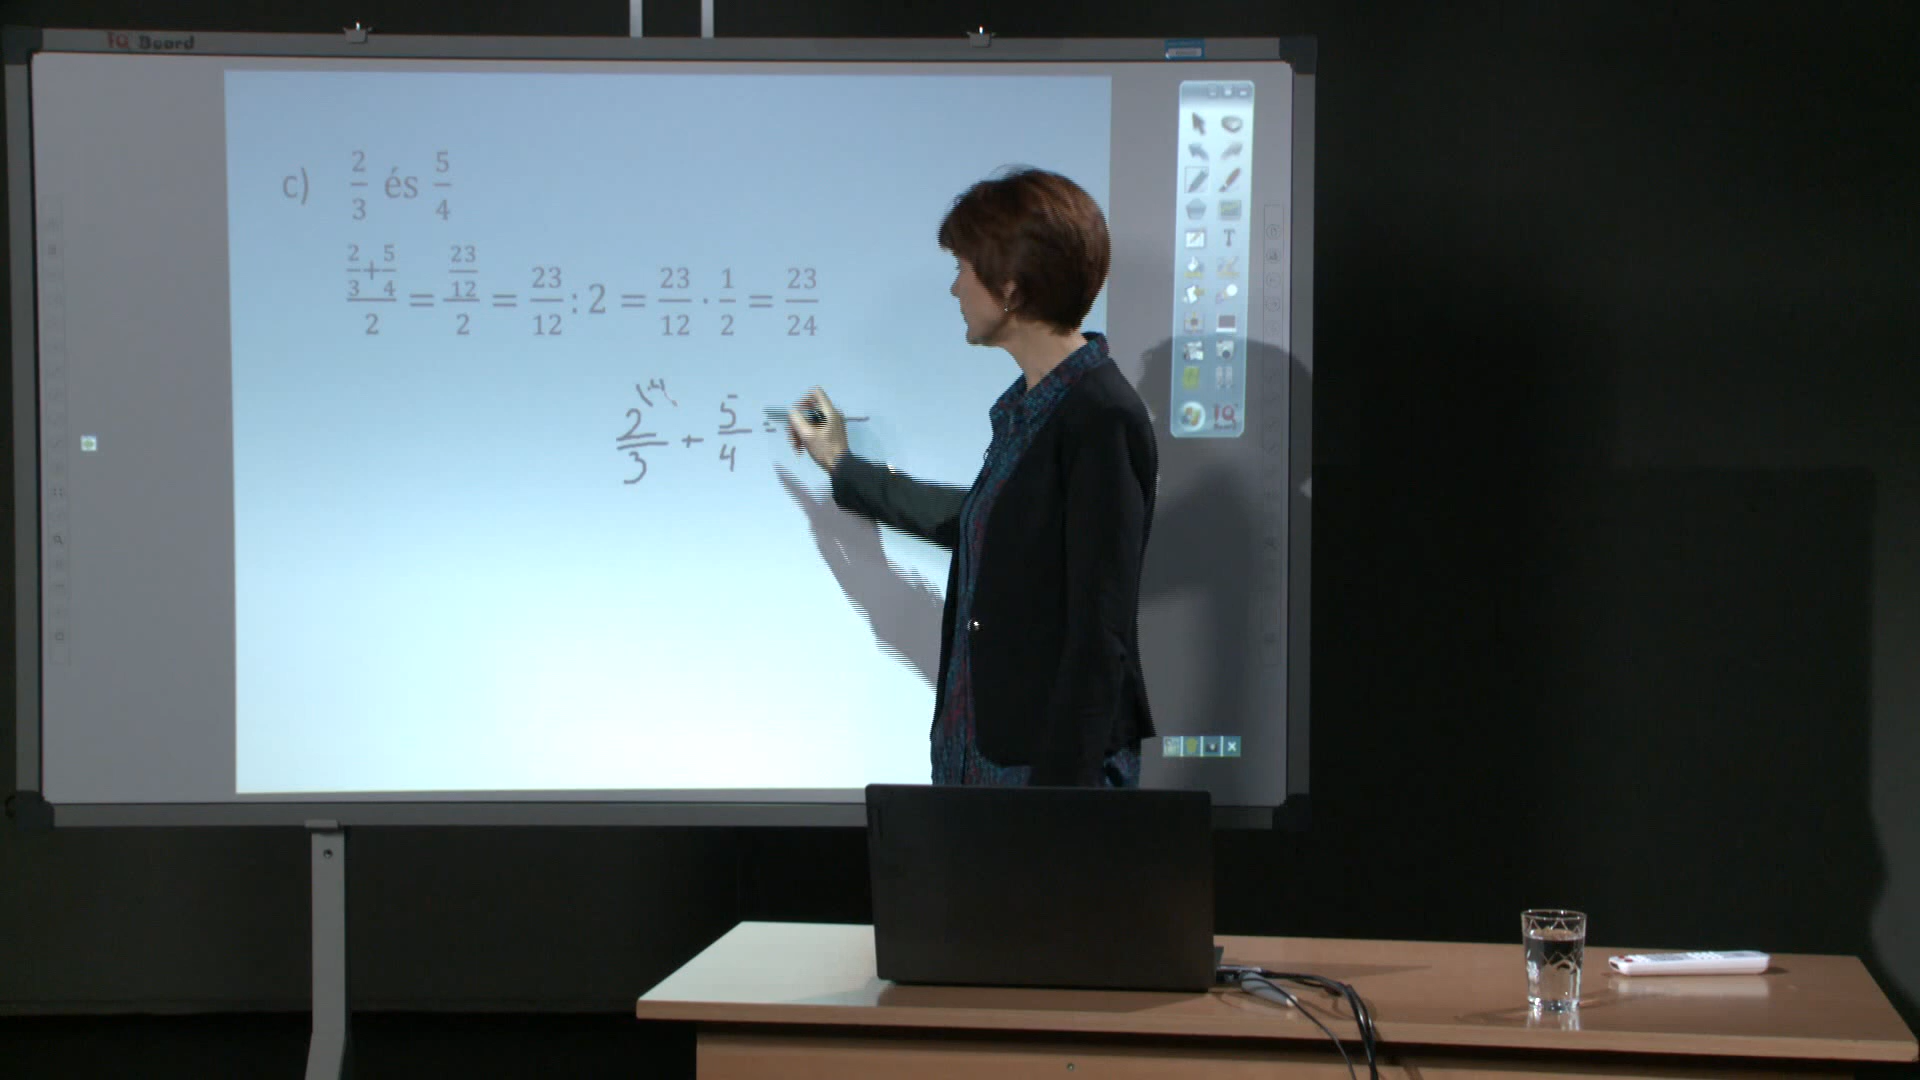 IQ Board
c) 2/3 és 5/4
(2/3+5/4)/2 = (23/12)/2 = 23/12 : 2 = 23/12 · 1/2 = 23/24
2/3 + 5/4 =
T
IQ